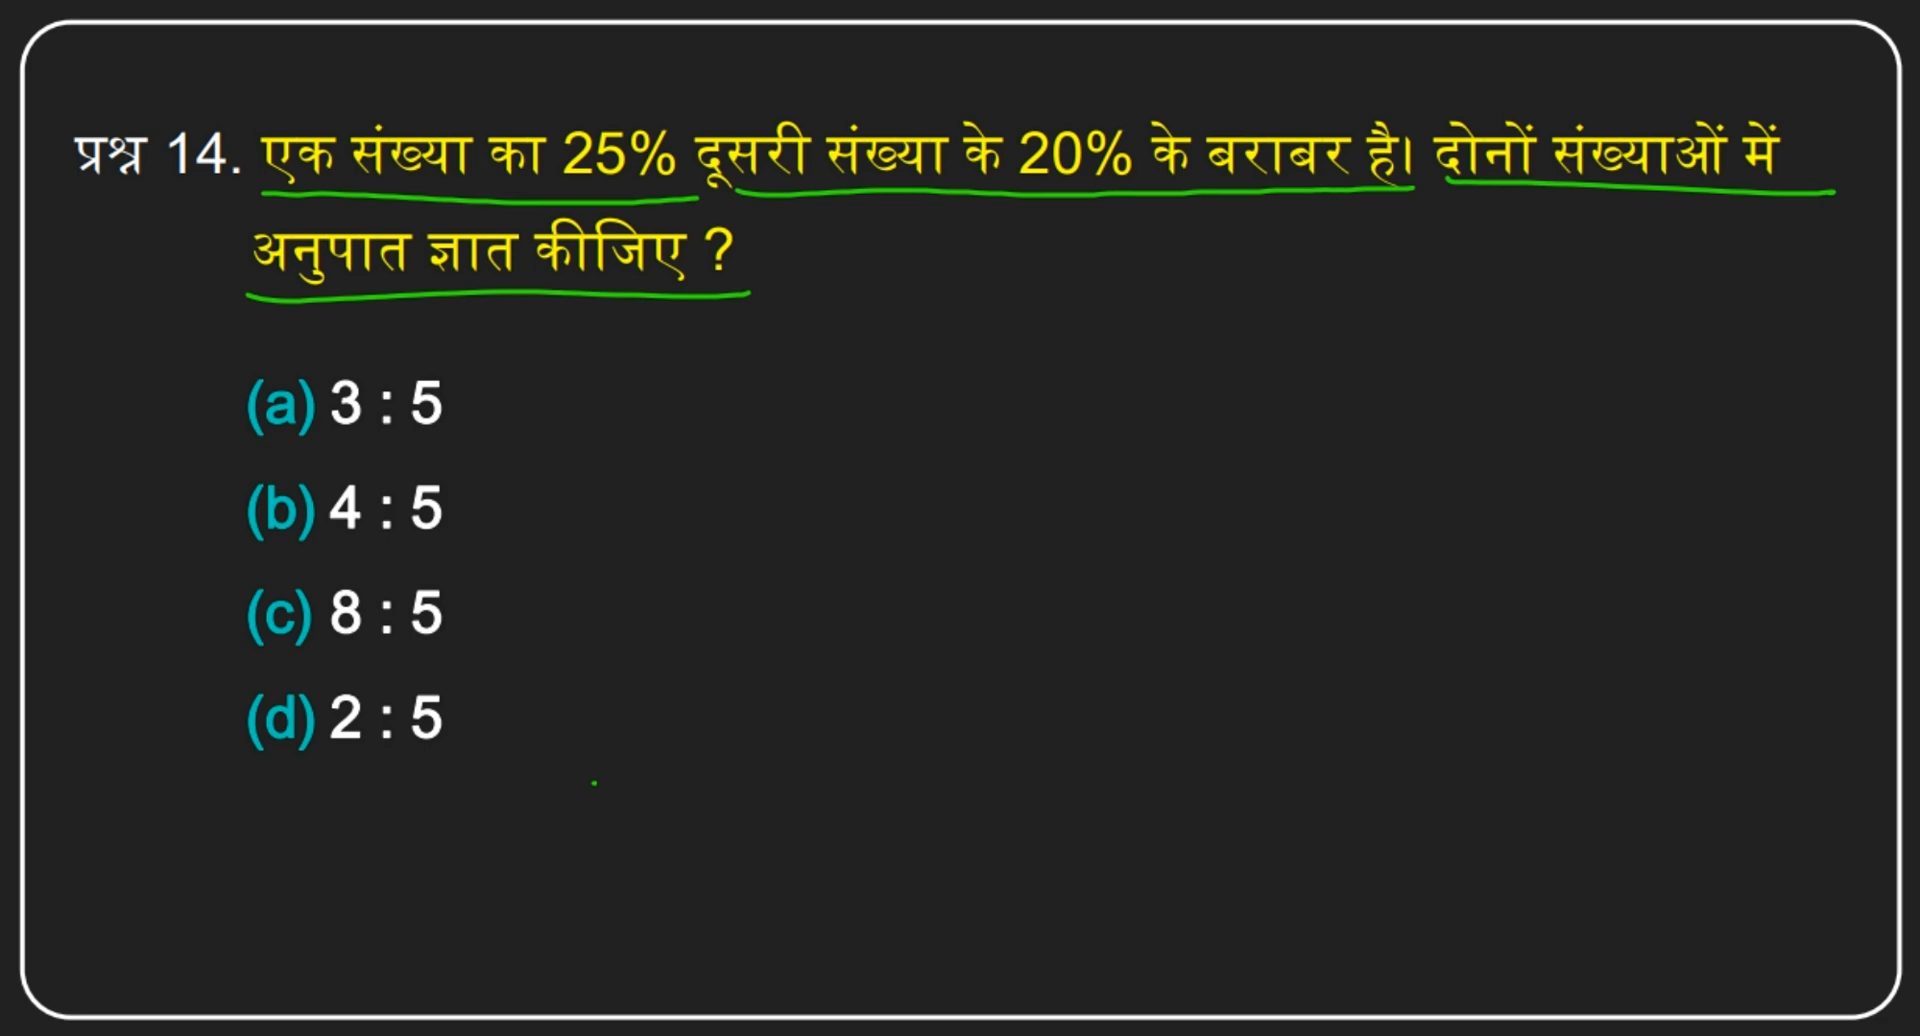 प्रश्न 14. एक संख्या का 25% दूसरी संख्या के 20% के बराबर है। दोनों संख्याओं में
अनुपात ज्ञात कीजिए ?
(a) 3 : 5
(b) 4 : 5
(c) 8 : 5
(d) 2 : 5